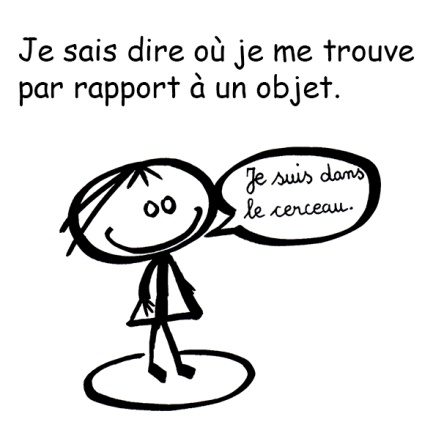 Je sais dire où je me trouve
par rapport à un objet.
Je suis dans
le cerceau.